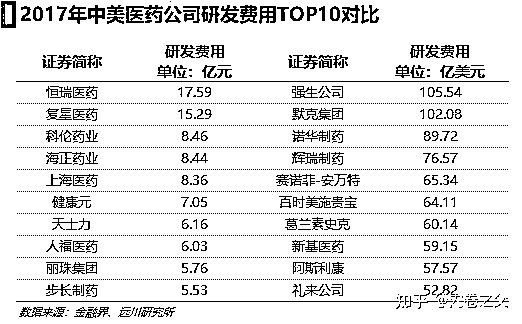 2017年中美医药公司研发费用TOP10对比
证券简称 研发费用 单位：亿元 证券简称 研发费用 单位：亿美元
恒瑞医药 17.59 强生公司 105.54
复星医药 15.29 默克集团 102.08
科伦药业 8.46 诺华制药 89.72
海正药业 8.44 辉瑞制药 76.57
上海医药 8.36 赛诺菲-安万特 65.34
健康元 7.05 百时美施贵宝 64.11
天士力 6.16 葛兰素史克 60.14
人福医药 6.03 新基医药 59.15
丽珠集团 5.76 阿斯利康 57.57
步长制药 5.53 礼来公司 52.82
数据来源：金融界、远川研究所
知乎